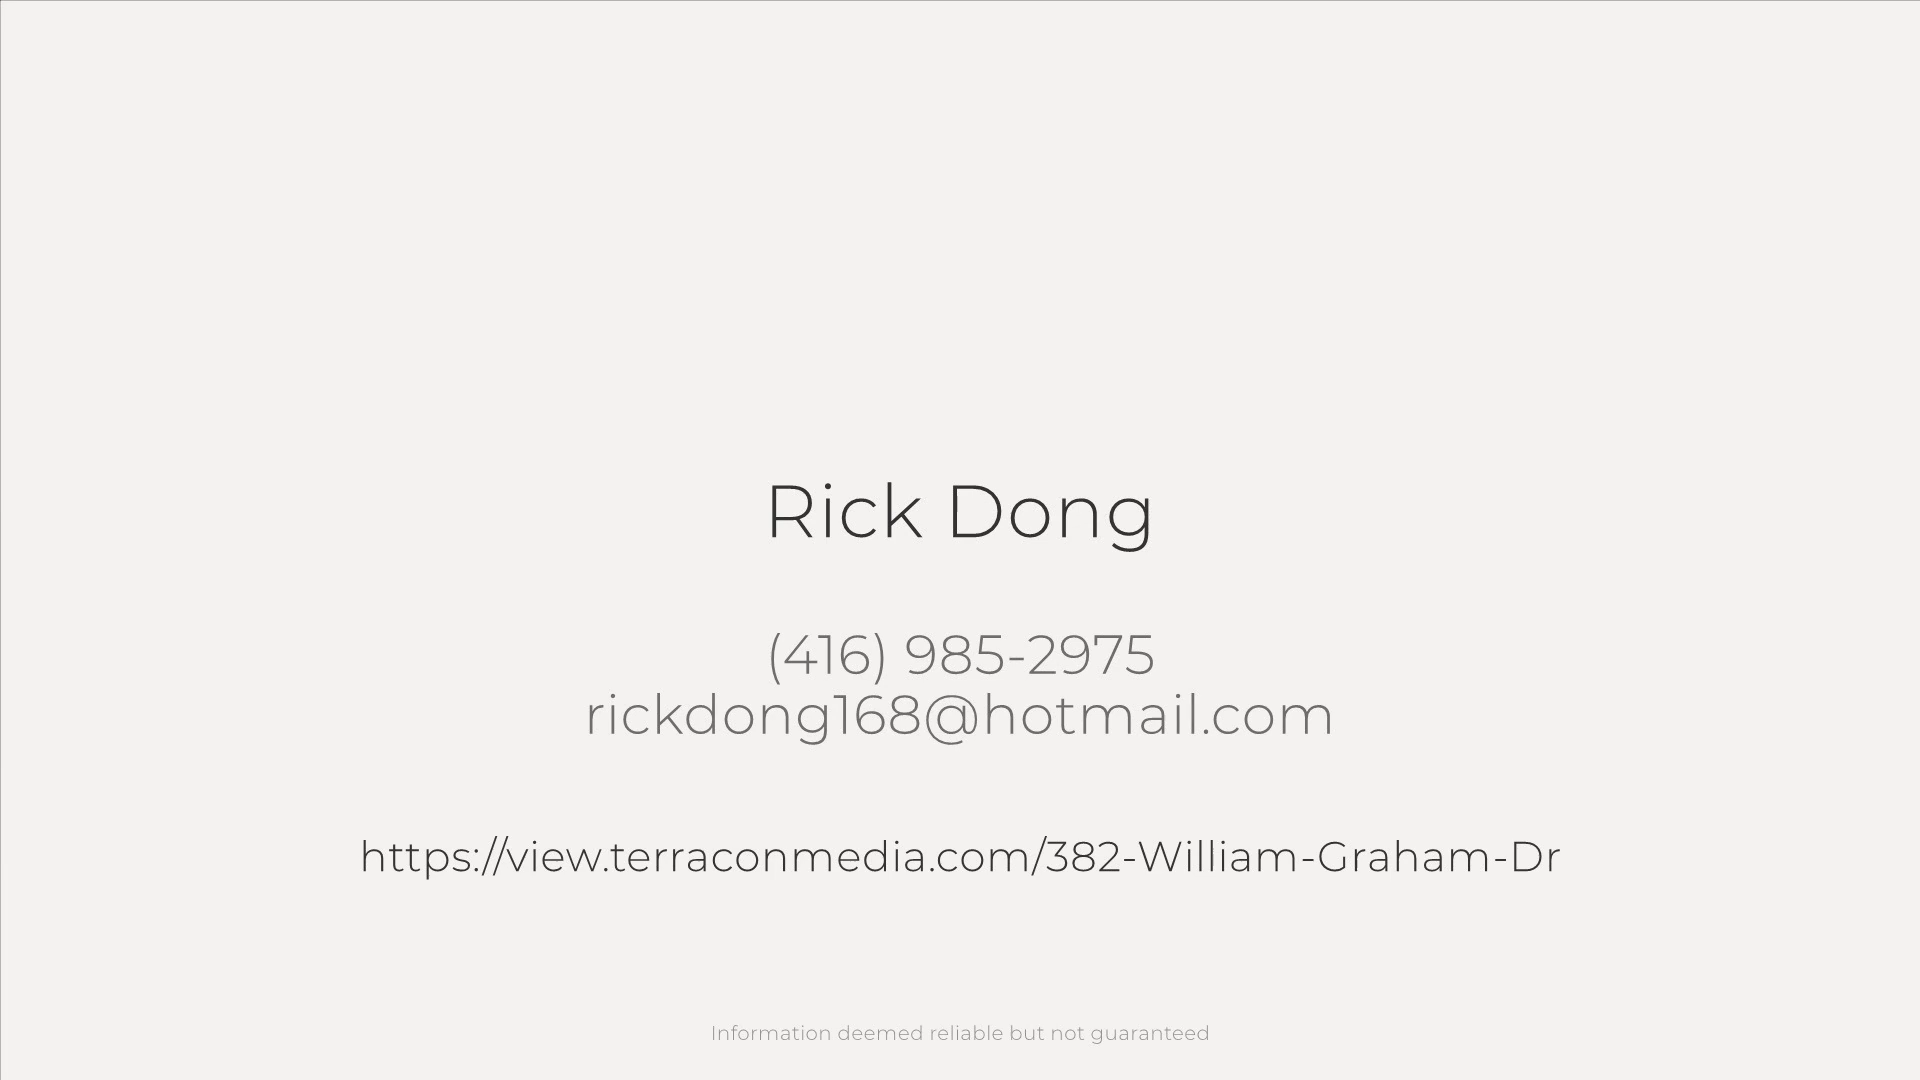 Rick Dong
(416) 985-2975
rickdong168@hotmail.com
https://view.terraconmedia.com/382-William-Graham-Dr
Information deemed reliable but not guaranteed